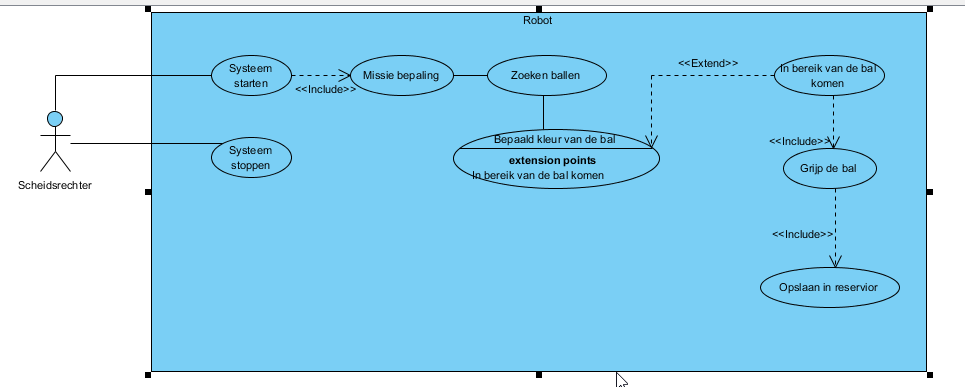 Robot
Systeem
starten
<<Include>>
Missie bepaling
Zoeken ballen
<<Extend>>
In bereik van de bal
komen
Scheidsrechter
Systeem
stoppen
Bepaald kleur van de bal
extension points
In bereik van de bal komen
<<Include>>
Grijp de bal
<<Include>>
Opslaan in reservior